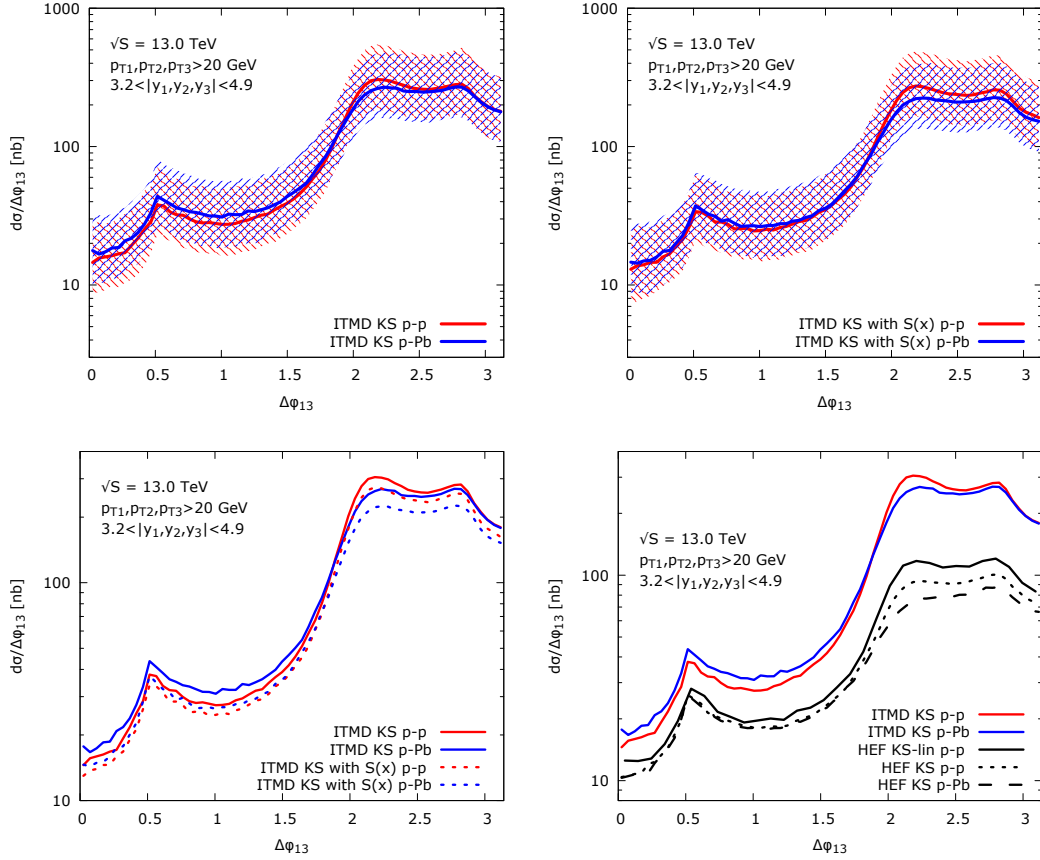 1000
100
10
dσ/Δφ13 [nb]
√S = 13.0 TeV
pT1,pT2,pT3>20 GeV
3.2<|y1,y2,y3|<4.9
ITMD KS p-p
ITMD KS p-Pb
0 0.5 1 1.5 2 2.5 3
Δφ13
1000
100
10
dσ/Δφ13 [nb]
√S = 13.0 TeV
pT1,pT2,pT3>20 GeV
3.2<|y1,y2,y3|<4.9
ITMD KS with S(x) p-p
ITMD KS with S(x) p-Pb
0 0.5 1 1.5 2 2.5 3
Δφ13
100
10
dσ/Δφ13 [nb]
√S = 13.0 TeV
pT1,pT2,pT3>20 GeV
3.2<|y1,y2,y3|<4.9
ITMD KS p-p
ITMD KS p-Pb
ITMD KS with S(x) p-p
ITMD KS with S(x) p-Pb
0 0.5 1 1.5 2 2.5 3
Δφ13
100
10
dσ/Δφ13 [nb]
√S = 13.0 TeV
pT1,pT2,pT3>20 GeV
3.2<|y1,y2,y3|<4.9
ITMD KS p-p
ITMD KS p-Pb
HEF KS-lin p-p
HEF KS p-p
HEF KS p-Pb
0 0.5 1 1.5 2 2.5 3
Δφ13